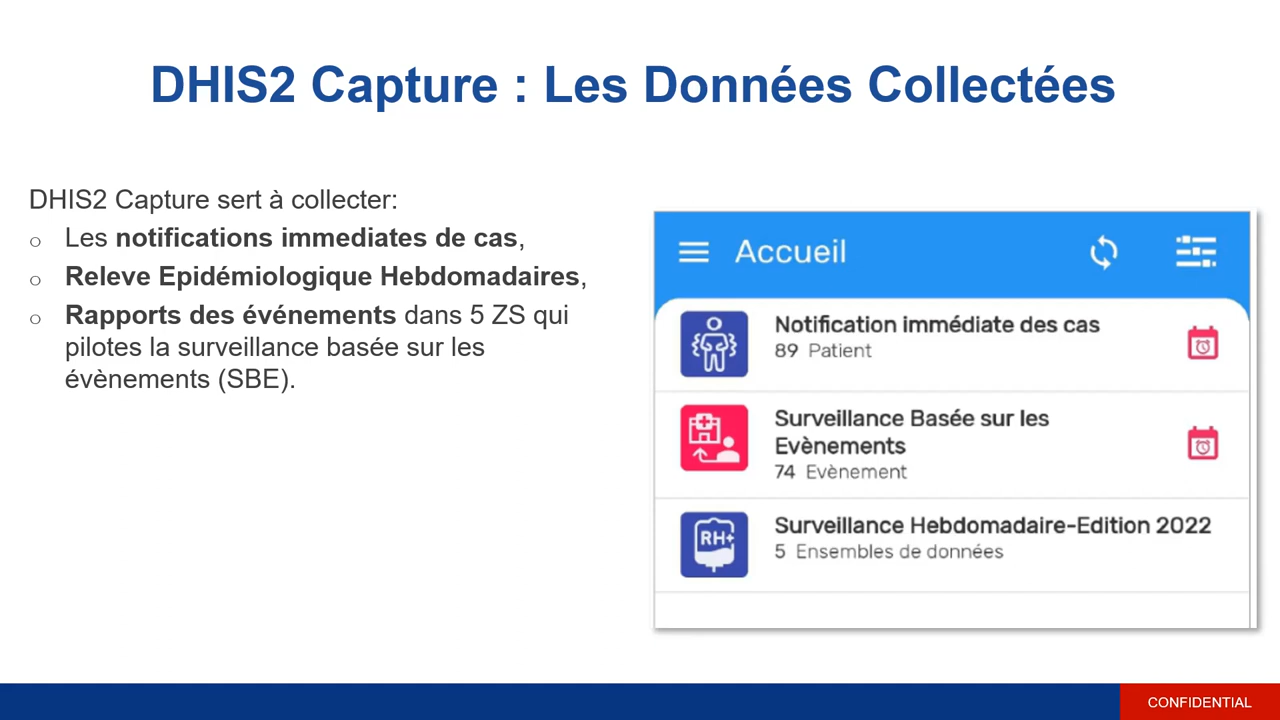 DHIS2 Capture : Les Données Collectées
DHIS2 Capture sert à collecter:
o Les notifications immediates de cas,
o Releve Epidémiologique Hebdomadaires,
o Rapports des événements dans 5 ZS qui
pilotes la surveillance basée sur les
évènements (SBE).
Accueil
Notification immédiate des cas
89 Patient
Surveillance Basée sur les
Evènements
74 Evènement
RH+
Surveillance Hebdomadaire-Edition 2022
5 Ensembles de données
CONFIDENTIAL